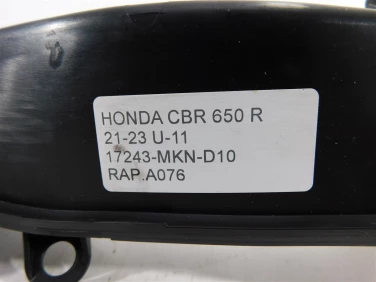 HONDA CBR 650 R
21-23 U-11
17243-MKN-D10
RAP.A076